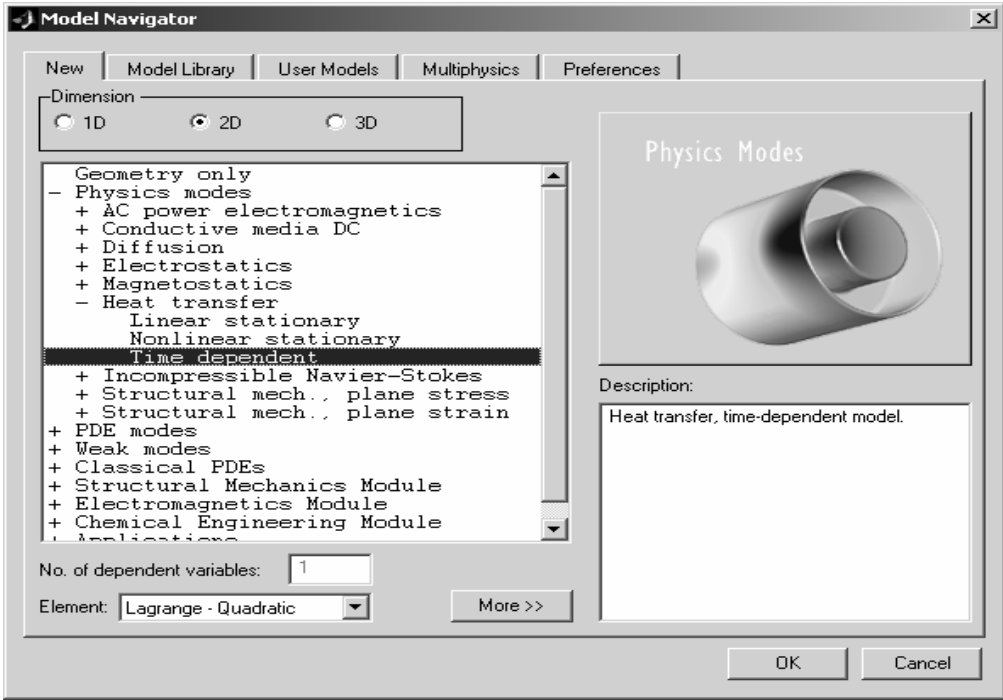 Model Navigator
New Model Library User Models Multiphysics Preferences
Dimension
1D 2D 3D
Geometry only
- Physics modes
+ AC power electromagnetics
+ Conductive media DC
+ Diffusion
+ Electrostatics
+ Magnetostatics
- Heat transfer
Linear stationary
Nonlinear stationary
Time dependent
+ Incompressible Navier-Stokes
+ Structural mech., plane stress
+ Structural mech., plane strain
+ PDE modes
+ Weak modes
+ Classical PDEs
+ Structural Mechanics Module
+ Electromagnetics Module
+ Chemical Engineering Module
+ Applications
No. of dependent variables: 1
Element: Lagrange - Quadratic
More >>
Physics Modes
Description:
Heat transfer, time-dependent model.
OK Cancel